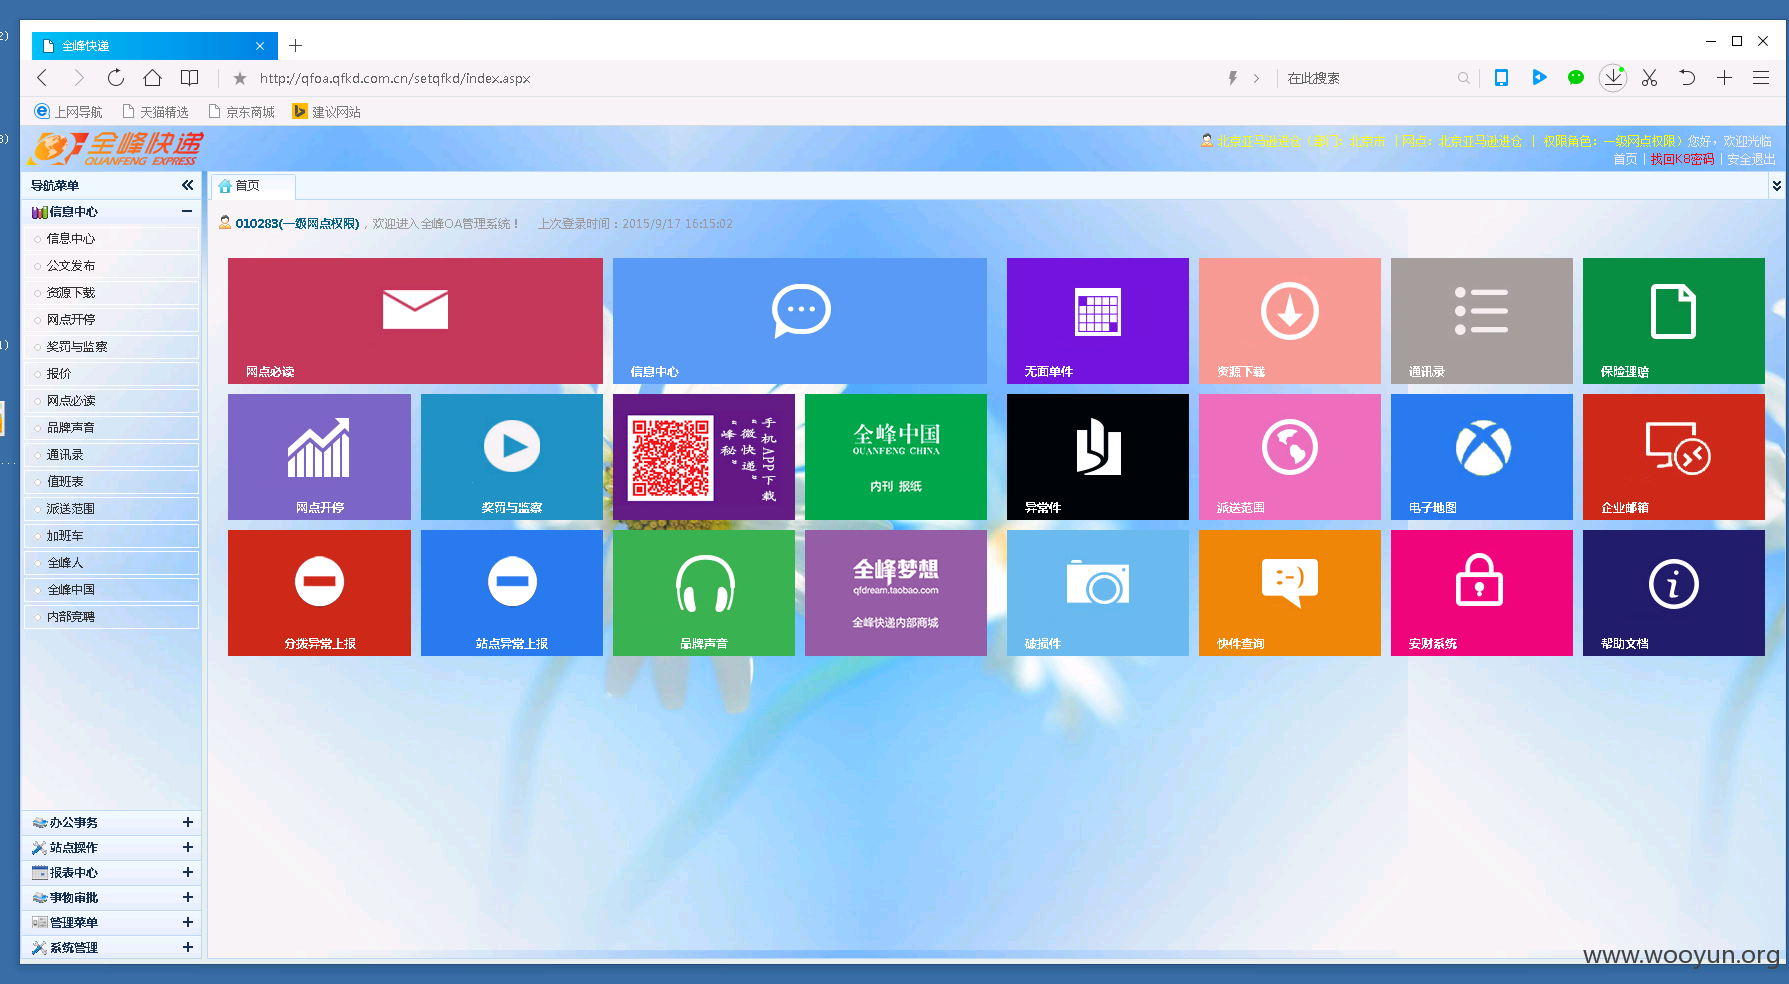 2)
全峰快递
http://qfoa.qfkd.com.cn/setqfkd/index.aspx
在此搜索
上网导航
天猫精选
京东商城
建议网站
3)
全峰快递
QUANFENG EXPRESS
北京亚马逊进仓
北京市 | 网点：北京亚马逊进仓 | 权限角色：一级网点权限）您好，欢迎光临
首页 | 找回K8密码 | 安全退出
导航菜单
首页
信息中心
010283(一级网点权限)，欢迎进入全峰OA管理系统！ 上次登录时间：2015/9/17 16:15:02
信息中心
公文发布
资源下载
网点开停
奖罚与监察
报价
网点必读
品牌声音
通讯录
值班表
派送范围
加班车
全峰人
全峰中国
内部竞聘
1)
网点必读
信息中心
无面单件
资源下载
通讯录
保险理赔
网点开停
奖罚与监察
手机APP下载
“微快递”
“峰秘”
全峰中国
QUANFENG CHINA
内刊 报纸
异常件
派送范围
电子地图
企业邮箱
分拨异常上报
站点异常上报
品牌声音
全峰梦想
qfdream.taobao.com
全峰快递内部商城
破损件
快件查询
安财系统
帮助文档
办公事务
站点操作
报表中心
事物审批
管理菜单
系统管理
www.wooyun.org